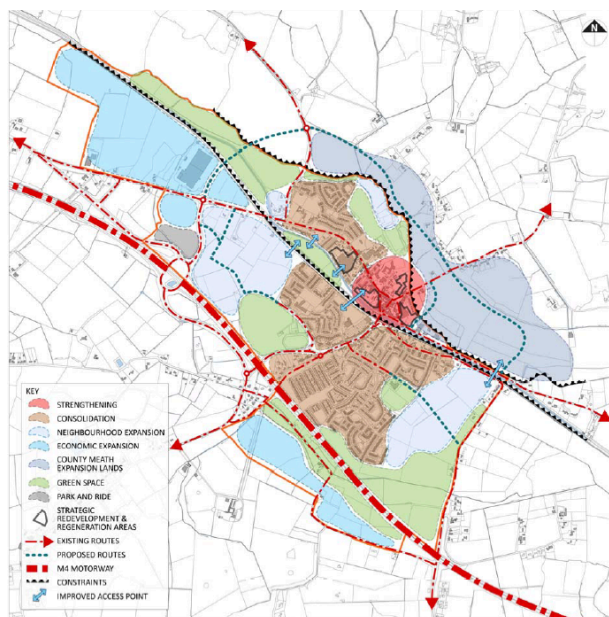 N
KEY
STRENGTHENING
CONSOLIDATION
NEIGHBOURHOOD EXPANSION
ECONOMIC EXPANSION
COUNTY MEATH
EXPANSION LANDS
GREEN SPACE
PARK AND RIDE
STRATEGIC
REDEVELOPMENT &
REGENERATION AREAS
EXISTING ROUTES
PROPOSED ROUTES
M4 MOTORWAY
CONSTRAINTS
IMPROVED ACCESS POINT